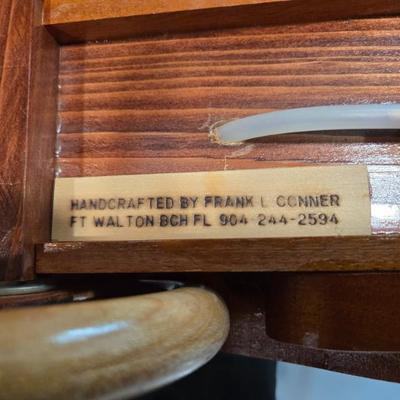 HANDCRAFTED BY FRANK L CONNER
FT WALTON BCH FL 904 244-2594